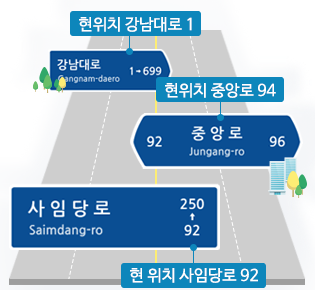 현위치 강남대로 1
강남대로 1→699
Gangnam-daero
현위치 중앙로 94
92 중앙로 96
Jungang-ro
사임당로 250
↑
Saimdang-ro 92
현 위치 사임당로 92